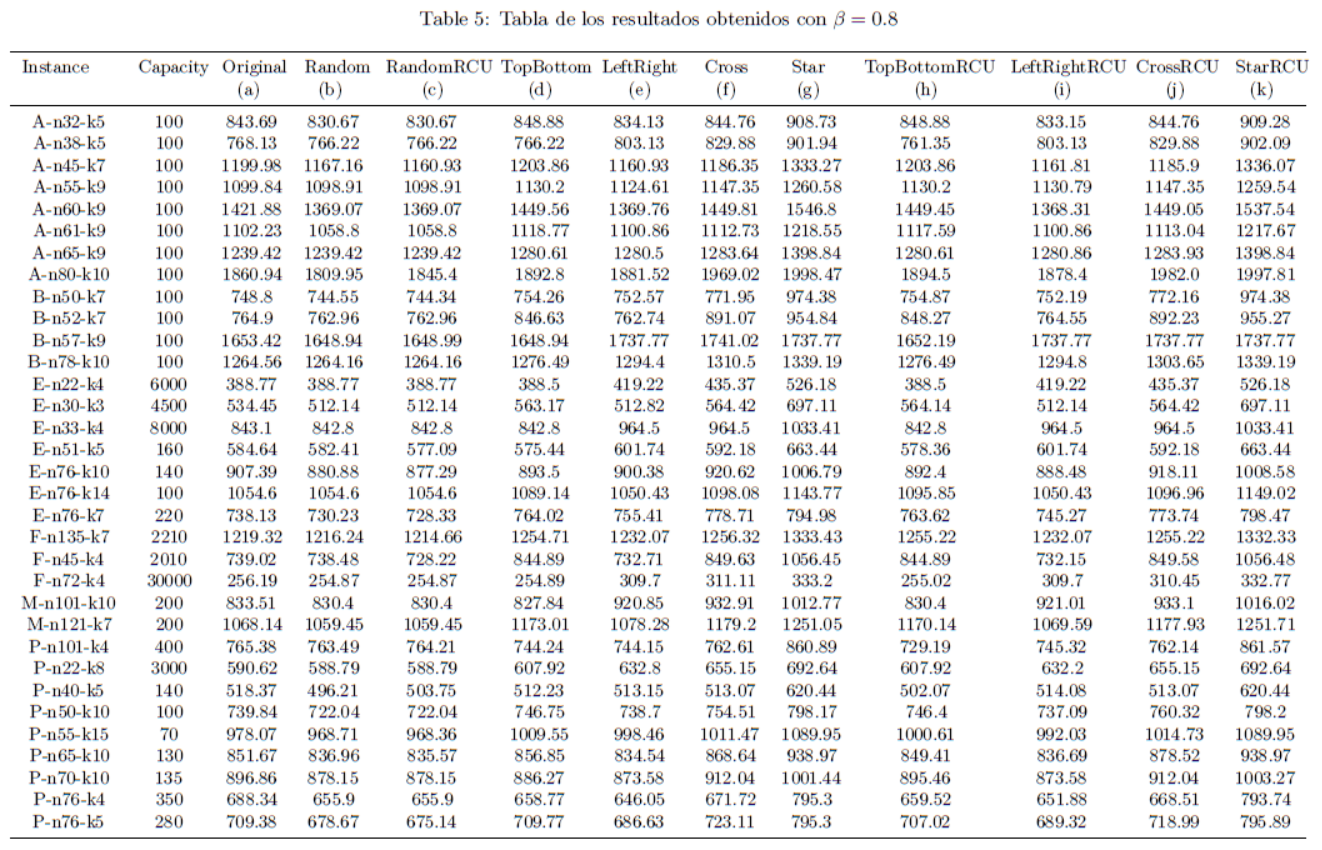 Table 5: Tabla de los resultados obtenidos con β = 0.8
Instance Capacity Original Random RandomRCU TopBottom LeftRight Cross Star TopBottomRCU LeftRightRCU CrossRCU StarRCU
(a) (b) (c) (d) (e) (f) (g) (h) (i) (j) (k)
A-n32-k5 100 843.69 830.67 830.67 848.88 834.13 844.76 908.73 848.88 833.15 844.76 909.28
A-n38-k5 100 768.13 766.22 766.22 766.22 803.13 829.88 901.94 761.35 803.13 829.88 902.09
A-n45-k7 100 1199.98 1167.16 1160.93 1203.86 1160.93 1186.35 1333.27 1203.86 1161.81 1185.9 1336.07
A-n55-k9 100 1099.84 1098.91 1098.91 1130.2 1124.61 1147.35 1260.58 1130.2 1130.79 1147.35 1259.54
A-n60-k9 100 1421.88 1369.07 1369.07 1449.56 1369.76 1449.81 1546.8 1449.45 1368.31 1449.05 1537.54
A-n61-k9 100 1102.23 1058.8 1058.8 1118.77 1100.86 1112.73 1218.55 1117.59 1100.86 1113.04 1217.67
A-n65-k9 100 1239.42 1239.42 1239.42 1280.61 1280.5 1283.64 1398.84 1280.61 1280.86 1283.93 1398.84
A-n80-k10 100 1860.94 1809.95 1845.4 1892.8 1881.52 1969.02 1998.47 1894.5 1878.4 1982.0 1997.81
B-n50-k7 100 748.8 744.55 744.34 754.26 752.57 771.95 974.38 754.87 752.19 772.16 974.38
B-n52-k7 100 764.9 762.96 762.96 846.63 762.74 891.07 954.84 848.27 764.55 892.23 955.27
B-n57-k9 100 1653.42 1648.94 1648.99 1648.94 1737.77 1741.02 1737.77 1652.19 1737.77 1737.77 1737.77
B-n78-k10 100 1264.56 1264.16 1264.16 1276.49 1294.4 1310.5 1339.19 1276.49 1294.8 1303.65 1339.19
E-n22-k4 6000 388.77 388.77 388.77 388.5 419.22 435.37 526.18 388.5 419.22 435.37 526.18
E-n30-k3 4500 534.45 512.14 512.14 563.17 512.82 564.42 697.11 564.14 512.14 564.42 697.11
E-n33-k4 8000 843.1 842.8 842.8 842.8 964.5 964.5 1033.41 842.8 964.5 964.5 1033.41
E-n51-k5 160 584.64 582.41 577.09 575.44 601.74 592.18 663.44 578.36 601.74 592.18 663.44
E-n76-k10 140 907.39 880.88 877.29 893.5 900.38 920.62 1006.79 892.4 888.48 918.11 1008.58
E-n76-k14 100 1054.6 1054.6 1054.6 1089.14 1050.43 1098.08 1143.77 1095.85 1050.43 1096.96 1149.02
E-n76-k7 220 738.13 730.23 728.33 764.02 755.41 778.71 794.98 763.62 745.27 773.74 798.47
F-n135-k7 2210 1219.32 1216.24 1214.66 1254.71 1232.07 1256.32 1333.43 1255.22 1232.07 1255.22 1332.33
F-n45-k4 2010 739.02 738.48 728.22 844.89 732.71 849.63 1056.45 844.89 732.15 849.58 1056.48
F-n72-k4 30000 256.19 254.87 254.87 254.89 309.7 311.11 333.2 255.02 309.7 310.45 332.77
M-n101-k10 200 833.51 830.4 830.4 827.84 920.85 932.91 1012.77 830.4 921.01 933.1 1016.02
M-n121-k7 200 1068.14 1059.45 1059.45 1173.01 1078.28 1179.2 1251.05 1170.14 1069.59 1177.93 1251.71
P-n101-k4 400 765.38 763.49 764.21 744.24 744.15 762.61 860.89 729.19 745.32 762.14 861.57
P-n22-k8 3000 590.62 588.79 588.79 607.92 632.8 655.15 692.64 607.92 632.2 655.15 692.64
P-n40-k5 140 518.37 496.21 503.75 512.23 513.15 513.07 620.44 502.07 514.08 513.07 620.44
P-n50-k10 100 739.84 722.04 722.04 746.75 738.7 754.51 798.17 746.4 737.09 760.32 798.2
P-n55-k15 70 978.07 968.71 968.36 1009.55 998.46 1011.47 1089.95 1000.61 992.03 1014.73 1089.95
P-n65-k10 130 851.67 836.96 835.57 856.85 834.54 868.64 938.97 849.41 836.69 878.52 938.97
P-n70-k10 135 896.86 878.15 878.15 886.27 873.58 912.04 1001.44 895.46 873.58 912.04 1003.27
P-n76-k4 350 688.34 655.9 655.9 658.77 646.05 671.72 795.3 659.52 651.88 668.51 793.74
P-n76-k5 280 709.38 678.67 675.14 709.77 686.63 723.11 795.3 707.02 689.32 718.99 795.89